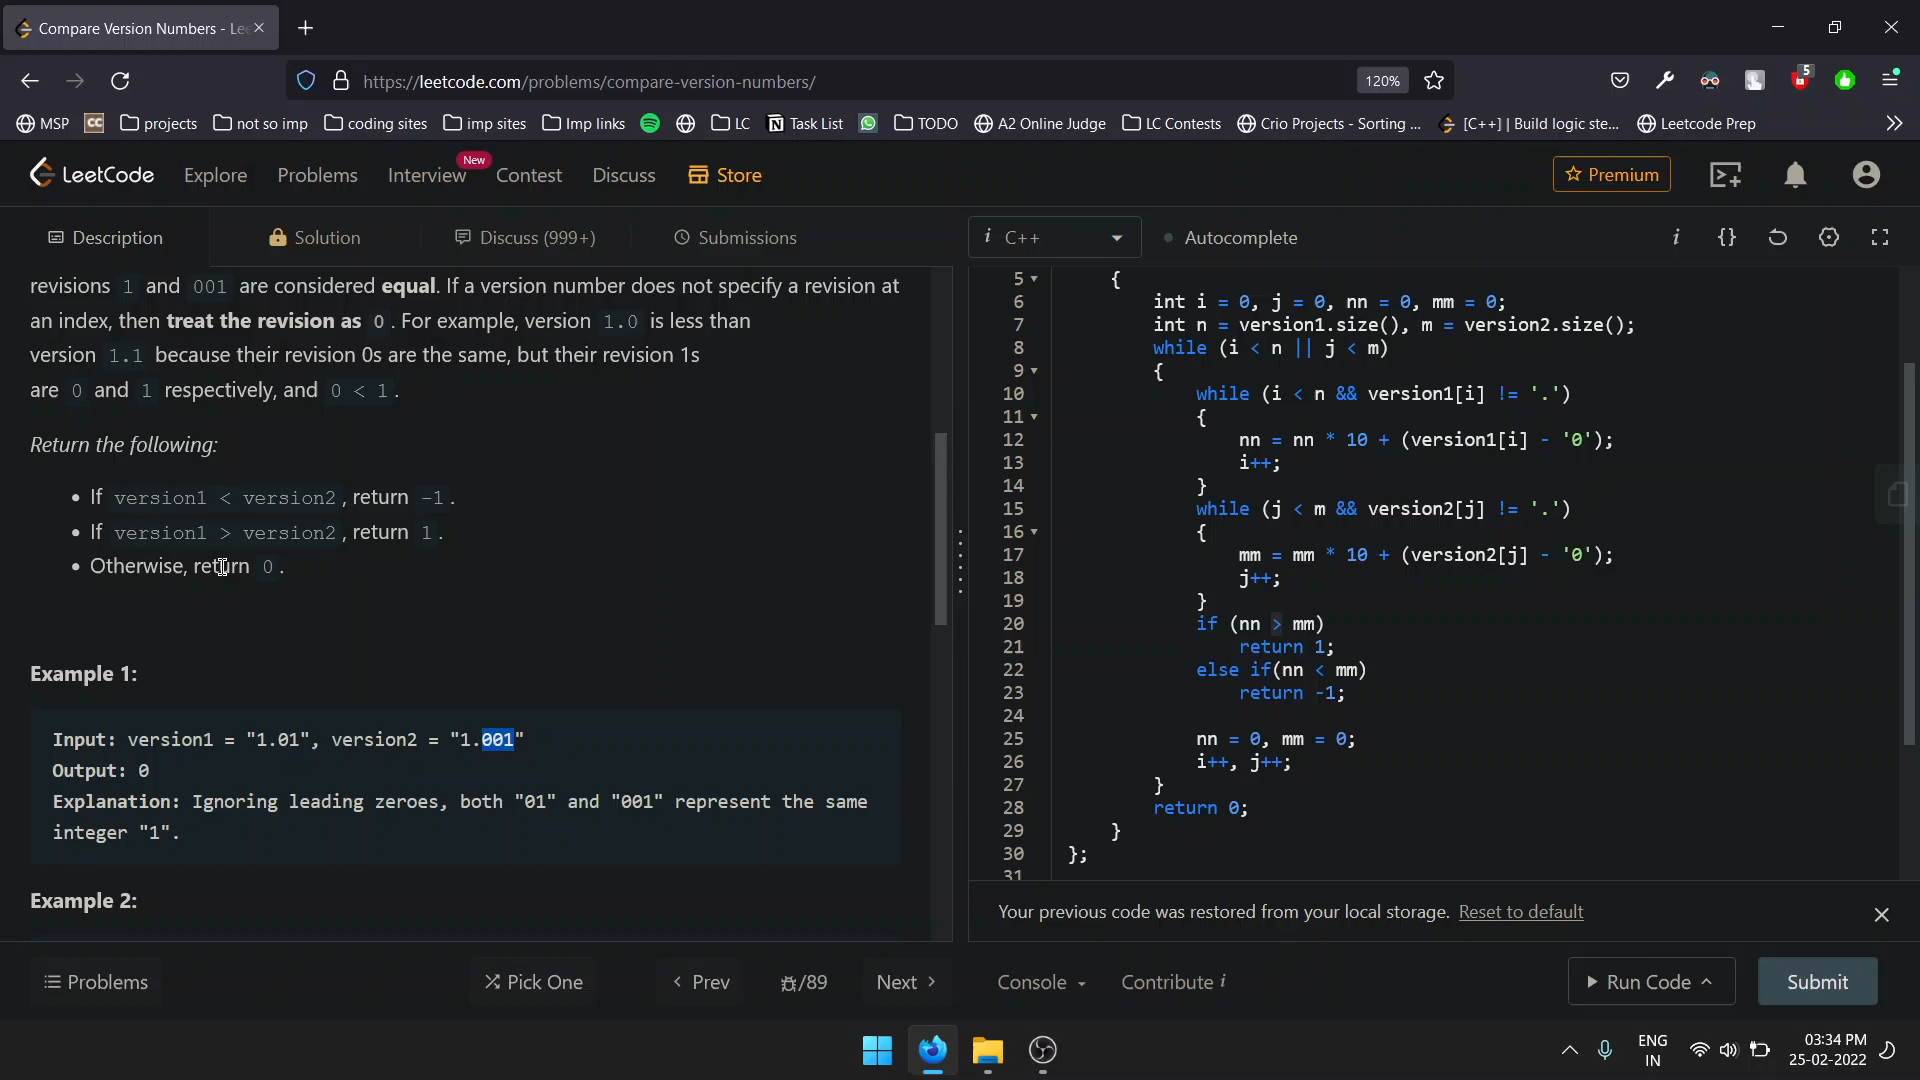 Compare Version Numbers - Lee
https://leetcode.com/problems/compare-version-numbers/
120%
5
MSP
CC
projects
not so imp
coding sites
imp sites
Imp links
LC
Task List
TODO
A2 Online Judge
LC Contests
Crio Projects - Sorting ...
[C++] | Build logic ste...
Leetcode Prep
LeetCode
Explore
Problems
Interview
New
Contest
Discuss
Store
Premium
Description
Solution
Discuss (999+)
Submissions
i C++
Autocomplete
i {}
revisions 1 and 001 are considered equal. If a version number does not specify a revision at
an index, then treat the revision as 0. For example, version 1.0 is less than
version 1.1 because their revision 0s are the same, but their revision 1s
are 0 and 1 respectively, and 0 < 1.
Return the following:
• If version1 < version2, return -1.
• If version1 > version2, return 1.
• Otherwise, return 0.
Example 1:
Input: version1 = "1.01", version2 = "1.001"
Output: 0
Explanation: Ignoring leading zeroes, both "01" and "001" represent the same
integer "1".
Example 2:
5 {
6 int i = 0, j = 0, nn = 0, mm = 0;
7 int n = version1.size(), m = version2.size();
8 while (i < n || j < m)
9 {
10 while (i < n && version1[i] != '.')
11 {
12 nn = nn * 10 + (version1[i] - '0');
13 i++;
14 }
15 while (j < m && version2[j] != '.')
16 {
17 mm = mm * 10 + (version2[j] - '0');
18 j++;
19 }
20 if (nn > mm)
21 return 1;
22 else if(nn < mm)
23 return -1;
24
25 nn = 0, mm = 0;
26 i++, j++;
27 }
28 return 0;
29 }
30 };
31
Your previous code was restored from your local storage. Reset to default
Problems
Pick One
Prev
/89
Next
Console
Contribute i
Run Code
Submit
ENG
IN
03:34 PM
25-02-2022